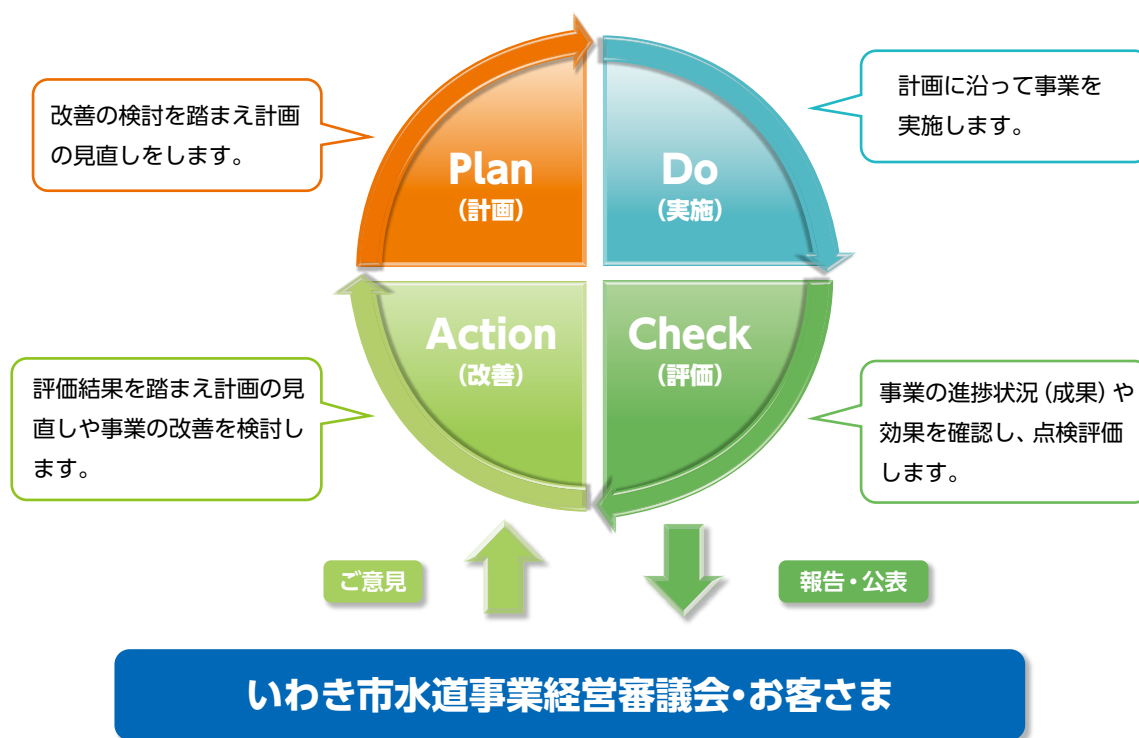 改善の検討を踏まえ計画
の見直しをします。
Plan
(計画)
Do
(実施)
計画に沿って事業を
実施します。
評価結果を踏まえ計画の見
直しや事業の改善を検討し
ます。
Action
(改善)
Check
(評価)
事業の進捗状況(成果)や
効果を確認し、点検評価
します。
ご意見
報告・公表
いわき市水道事業経営審議会・お客さま